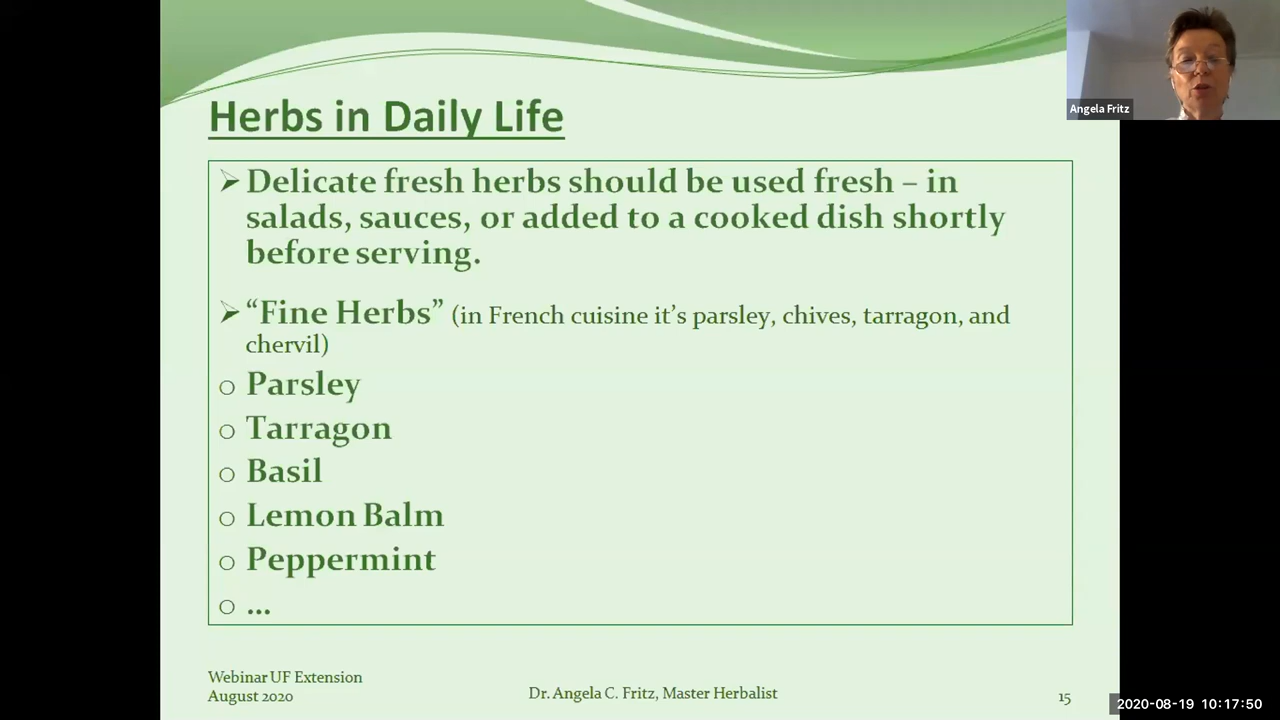 Angela Fritz
Herbs in Daily Life
➢ Delicate fresh herbs should be used fresh – in
salads, sauces, or added to a cooked dish shortly
before serving.
➢ “Fine Herbs” (in French cuisine it’s parsley, chives, tarragon, and
chervil)
o Parsley
o Tarragon
o Basil
o Lemon Balm
o Peppermint
o ...
Webinar UF Extension
August 2020
Dr. Angela C. Fritz, Master Herbalist
15
2020-08-19 10:17:50